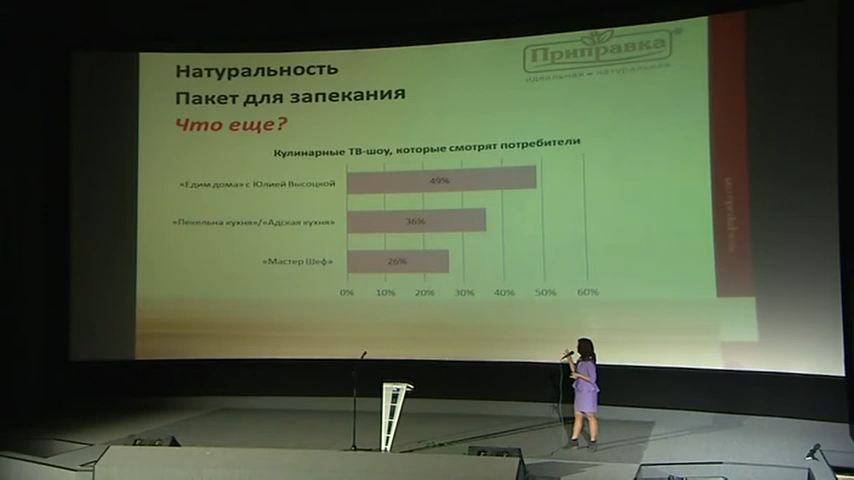 Приправка
идеальная – натуральная
Натуральность
Пакет для запекания
Что еще?
Кулинарные ТВ-шоу, которые смотрят потребители
«Едим дома» с Юлией Высоцкой
49%
«Пекельна кухня»/«Адская кухня»
36%
«Мастер Шеф»
26%
0% 10% 20% 30% 40% 50% 60%